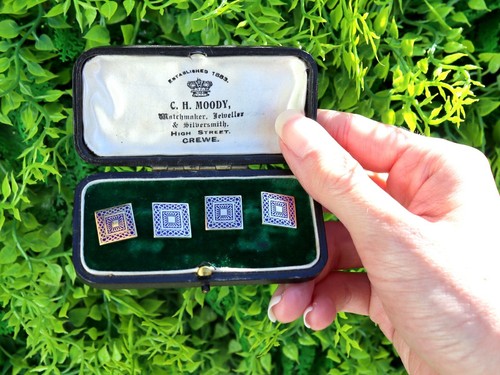 ESTABLISHED 1883.
C. H. MOODY,
Watchmaker, Jeweller
& Silversmith,
HIGH STREET.
CREWE.